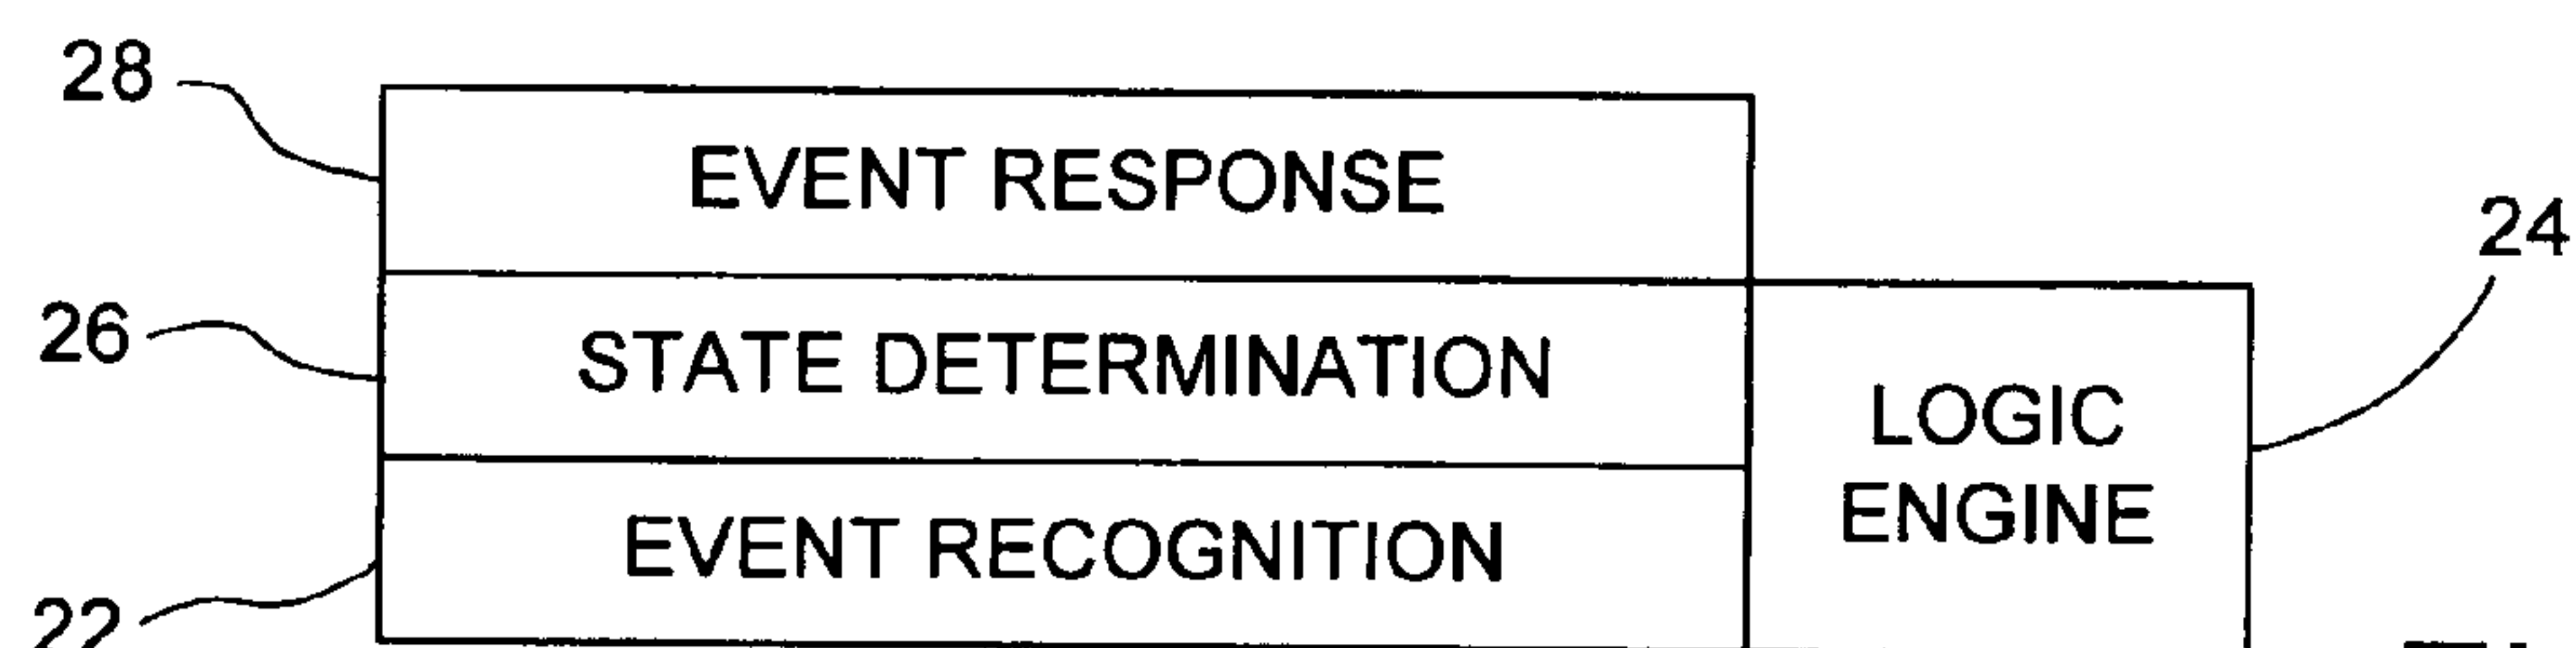 28
EVENT RESPONSE
24
26
STATE DETERMINATION
LOGIC
ENGINE
EVENT RECOGNITION
22